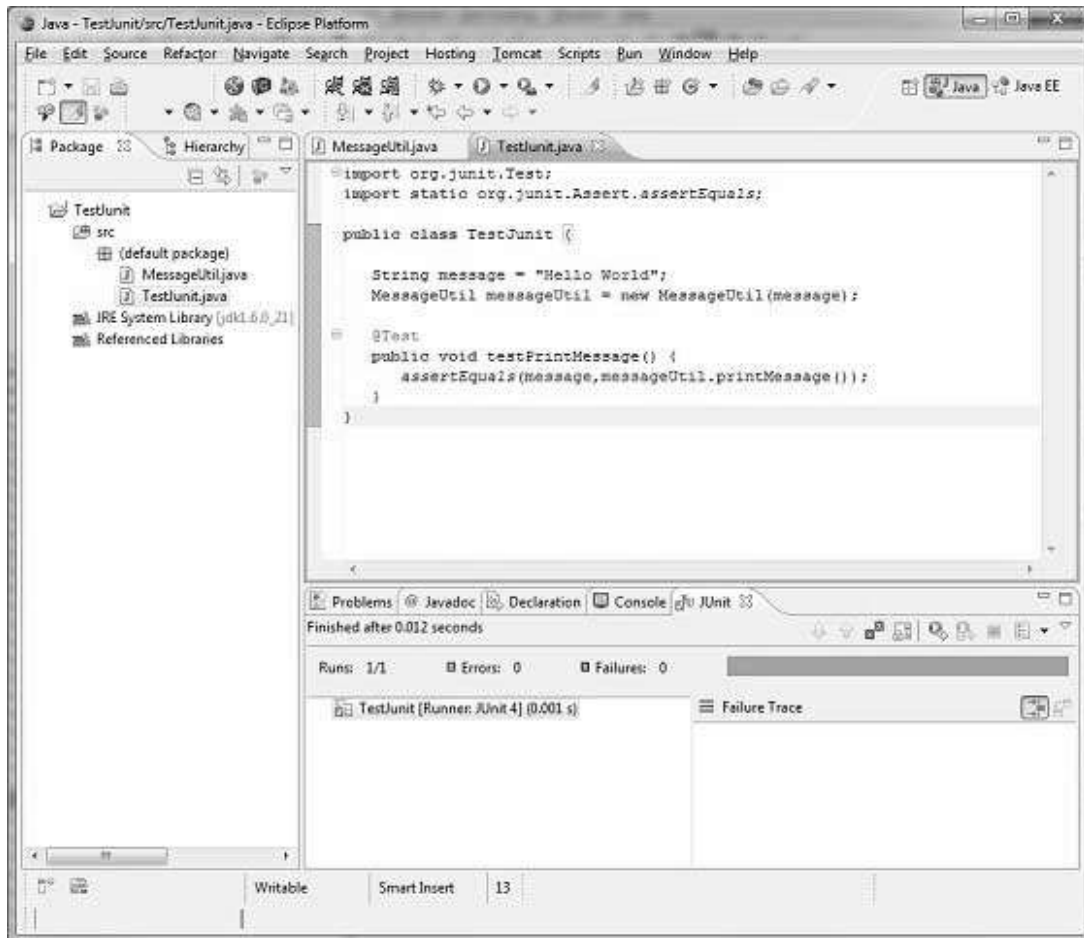 Java - TestJunit/src/TestJunit.java - Eclipse Platform
File Edit Source Refactor Navigate Search Project Hosting Tomcat Scripts Run Window Help
Java Java EE
Package Hierarchy
MessageUtil.java TestJunit.java
TestJunit
src
(default package)
MessageUtil.java
TestJunit.java
JRE System Library [jdk1.6.0_21]
Referenced Libraries
import org.junit.Test;
import static org.junit.Assert.assertEquals;
public class TestJunit {
String message = "Hello World";
MessageUtil messageUtil = new MessageUtil(message);
@Test
public void testPrintMessage() {
assertEquals(message,messageUtil.printMessage());
}
}
Problems @ Javadoc Declaration Console JUnit
Finished after 0.012 seconds
Runs: 1/1 Errors: 0 Failures: 0
TestJunit [Runner: JUnit 4] (0.001 s)
Failure Trace
Writable Smart Insert 13